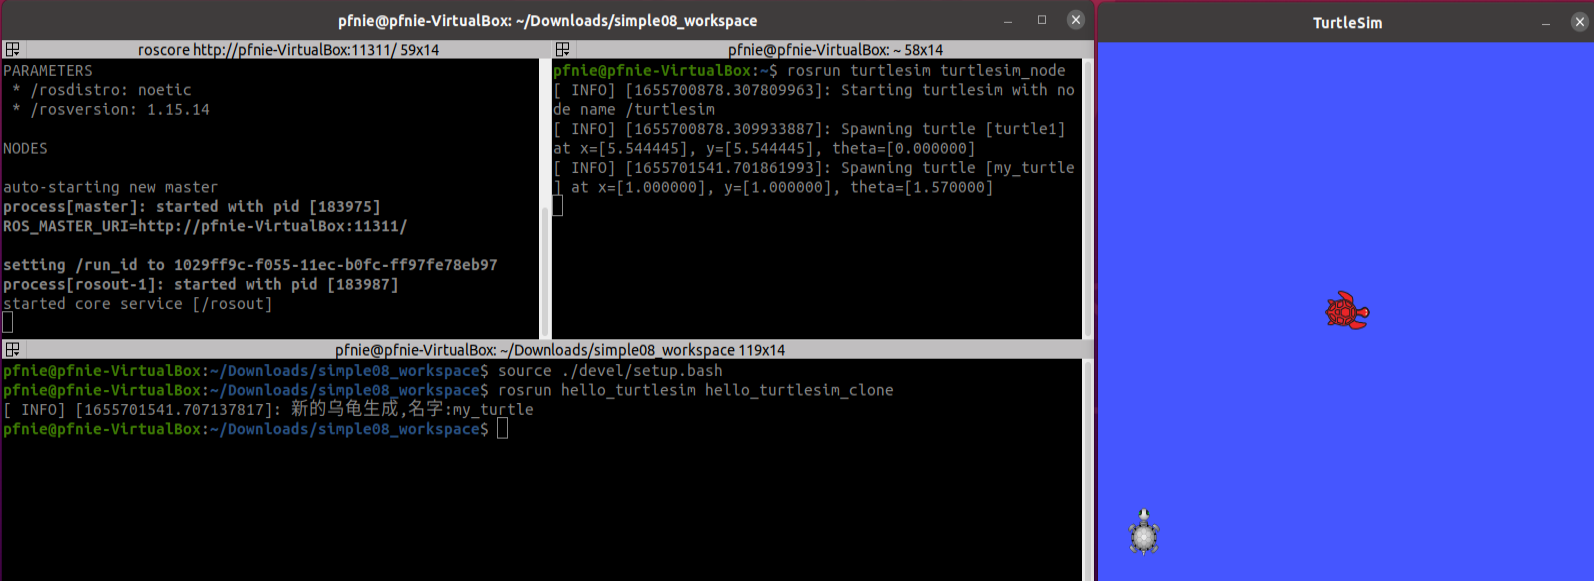 pfnie@pfnie-VirtualBox: ~/Downloads/simple08_workspace
TurtleSim
roscore http://pfnie-VirtualBox:11311/ 59x14
PARAMETERS
 * /rosdistro: noetic
 * /rosversion: 1.15.14
NODES
auto-starting new master
process[master]: started with pid [183975]
ROS_MASTER_URI=http://pfnie-VirtualBox:11311/
setting /run_id to 1029ff9c-f055-11ec-b0fc-ff97fe78eb97
process[rosout-1]: started with pid [183987]
started core service [/rosout]
pfnie@pfnie-VirtualBox: ~ 58x14
pfnie@pfnie-VirtualBox:~$ rosrun turtlesim turtlesim_node
[ INFO] [1655700878.307809963]: Starting turtlesim with no
de name /turtlesim
[ INFO] [1655700878.309933887]: Spawning turtle [turtle1]
at x=[5.544445], y=[5.544445], theta=[0.000000]
[ INFO] [1655701541.701861993]: Spawning turtle [my_turtle
] at x=[1.000000], y=[1.000000], theta=[1.570000]
pfnie@pfnie-VirtualBox: ~/Downloads/simple08_workspace 119x14
pfnie@pfnie-VirtualBox:~/Downloads/simple08_workspace$ source ./devel/setup.bash
pfnie@pfnie-VirtualBox:~/Downloads/simple08_workspace$ rosrun hello_turtlesim hello_turtlesim_clone
[ INFO] [1655701541.707137817]: 新的乌龟生成,名字:my_turtle
pfnie@pfnie-VirtualBox:~/Downloads/simple08_workspace$